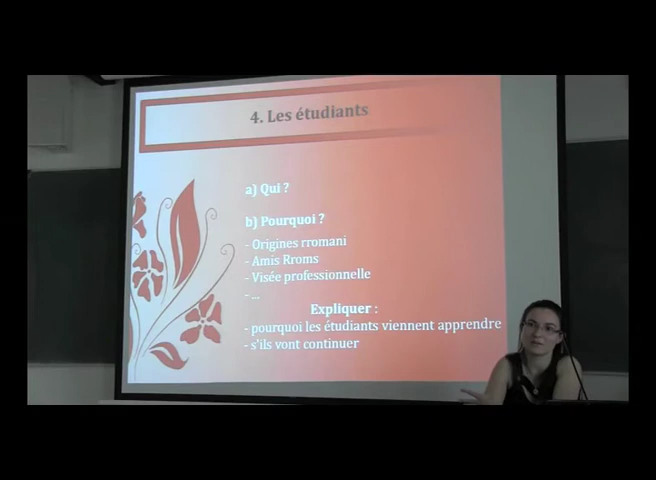 4. Les étudiants
a) Qui ?
b) Pourquoi ?
- Origines rromani
- Amis Rroms
- Visée professionnelle
- ...
Expliquer :
- pourquoi les étudiants viennent apprendre
- s'ils vont continuer